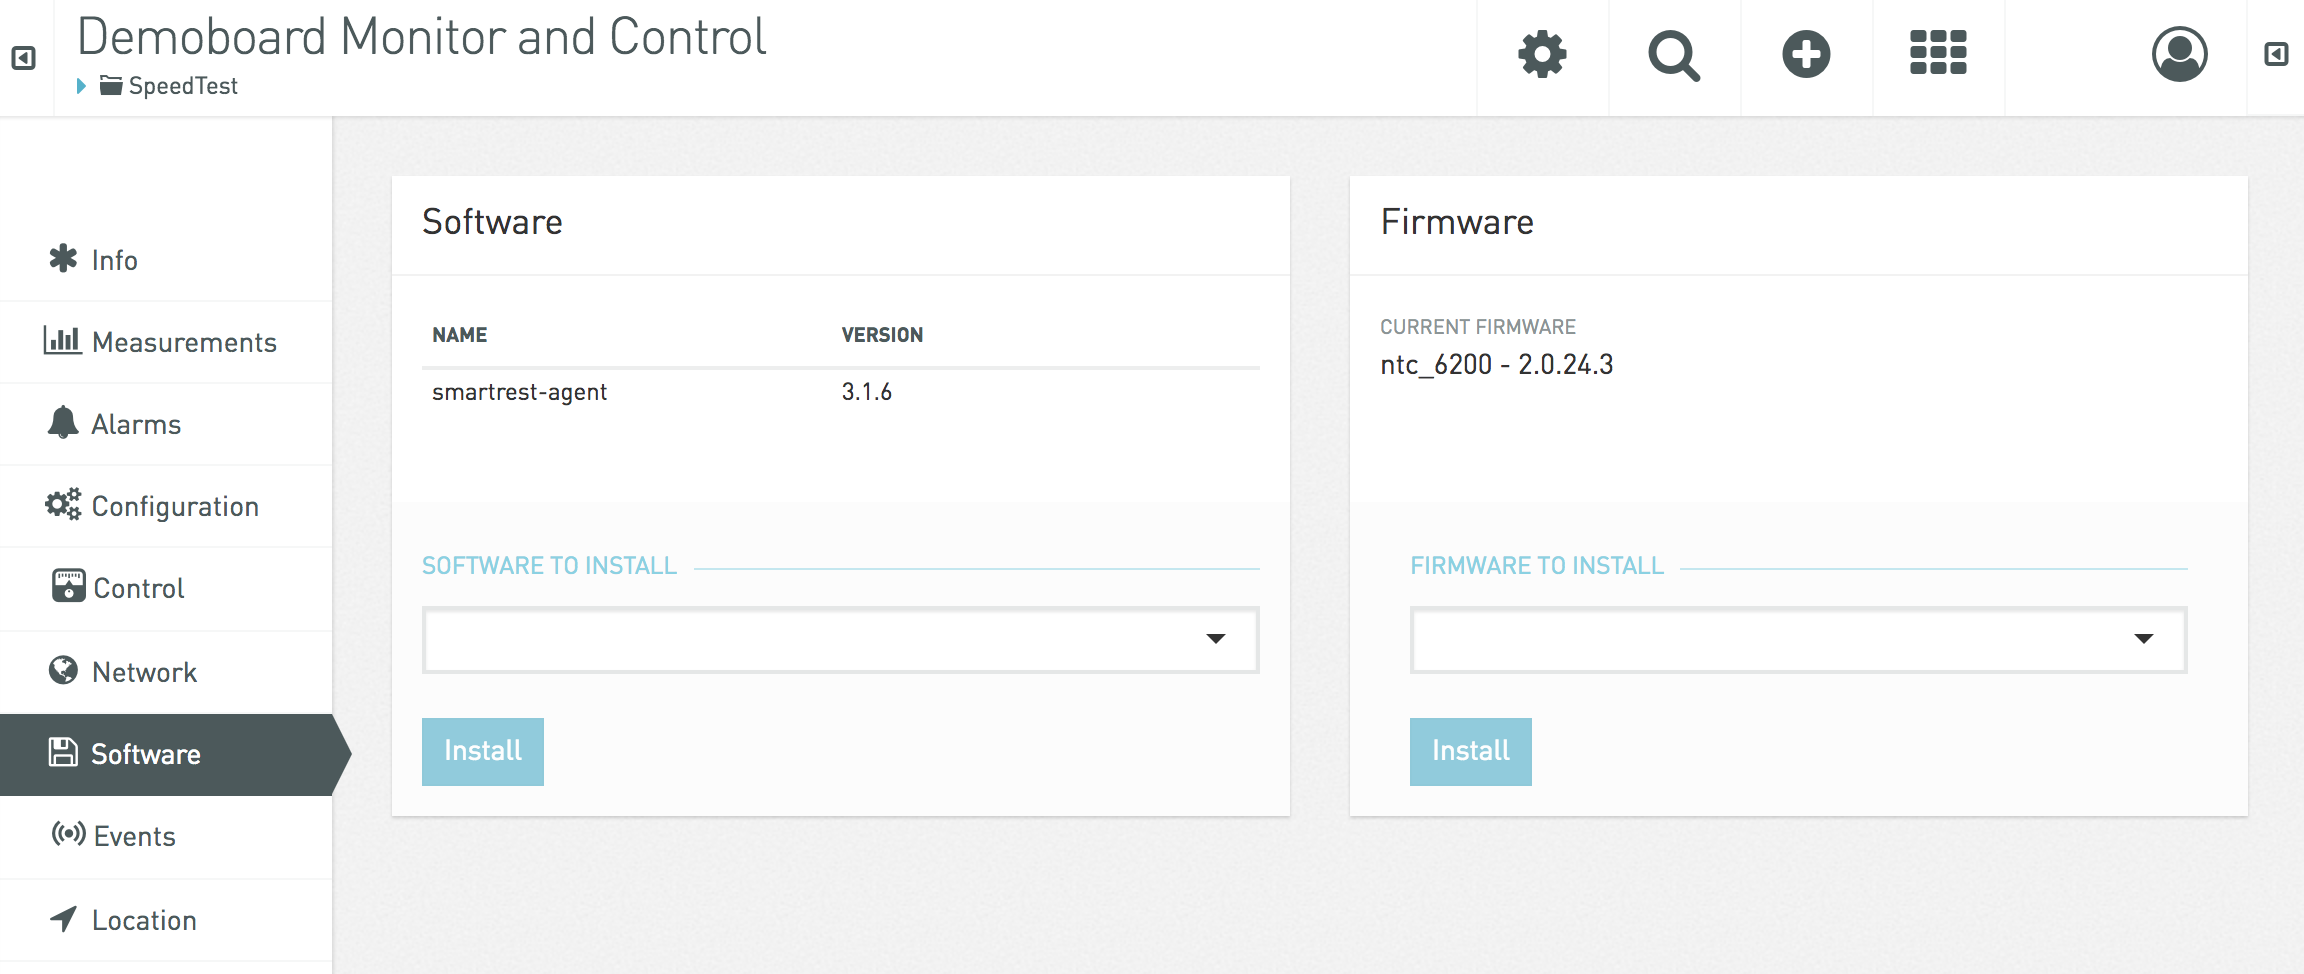 Demoboard Monitor and Control
SpeedTest
Info
Measurements
Alarms
Configuration
Control
Network
Software
Events
Location
Software
NAME VERSION
smartrest-agent 3.1.6
SOFTWARE TO INSTALL
Install
Firmware
CURRENT FIRMWARE
ntc_6200 - 2.0.24.3
FIRMWARE TO INSTALL
Install